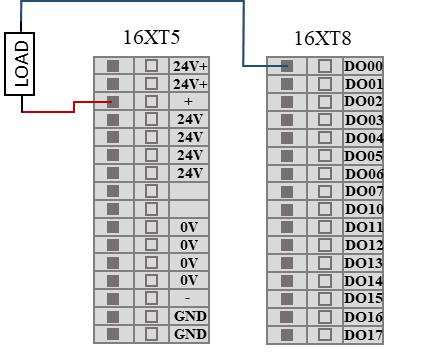 16XT5
16XT8
LOAD
24V+
24V+
+
24V
24V
24V
24V
0V
0V
0V
0V
-
GND
GND
DO00
DO01
DO02
DO03
DO04
DO05
DO06
DO07
DO10
DO11
DO12
DO13
DO14
DO15
DO16
DO17